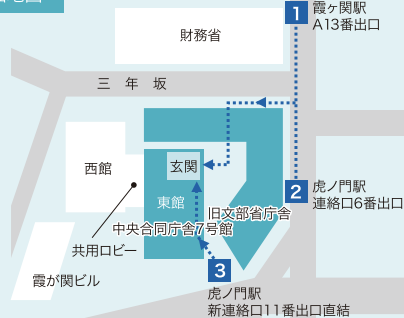 1
霞ヶ関駅
A13番出口
財務省
三年坂
西館
玄関
東館
2
虎ノ門駅
連絡口6番出口
旧文部省庁舎
中央合同庁舎7号館
共用ロビー
霞が関ビル
3
虎ノ門駅
新連絡口11番出口直結